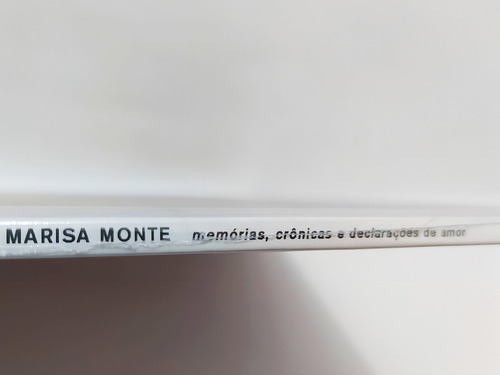 MARISA MONTE memórias, crônicas e declarações de amor